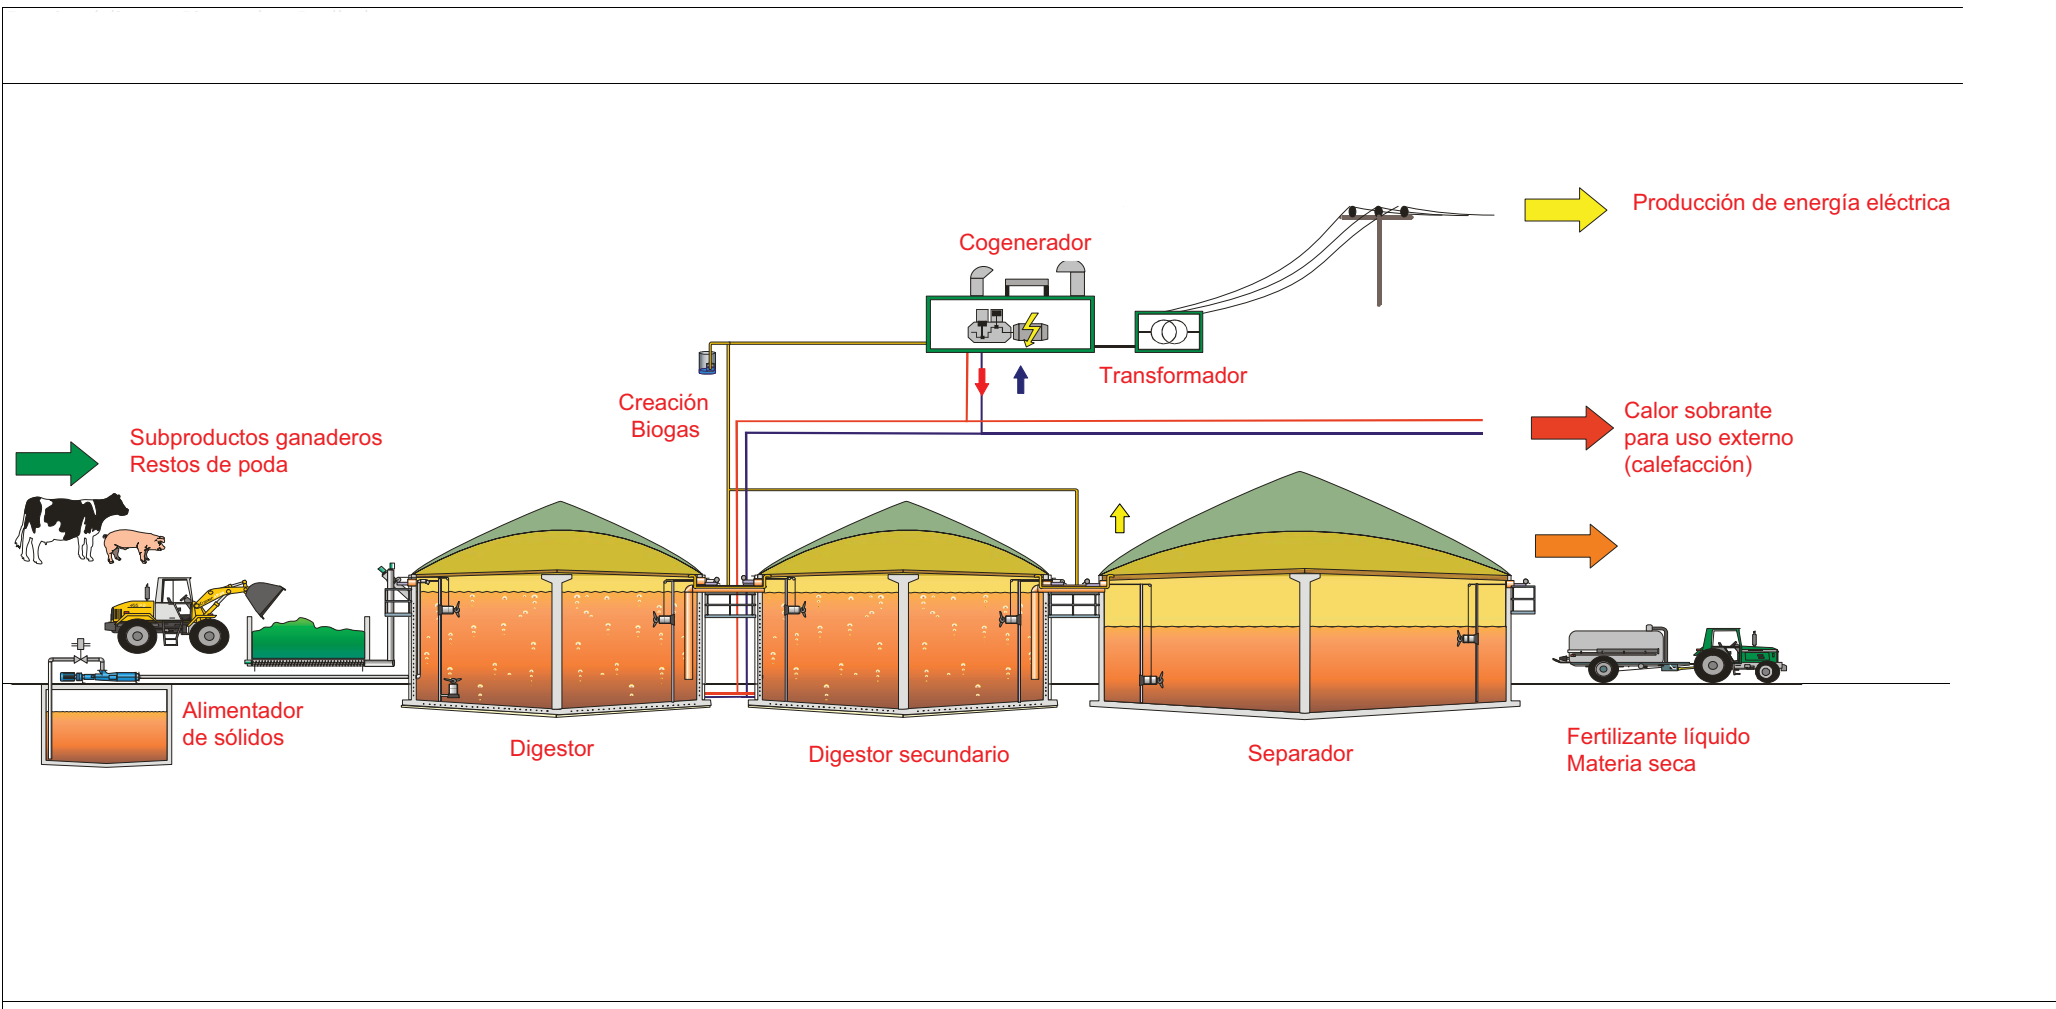 Producción de energía eléctrica
Cogenerador
Transformador
Creación
Biogas
Calor sobrante
para uso externo
(calefacción)
Subproductos ganaderos
Restos de poda
Alimentador
de sólidos
Digestor
Digestor secundario
Separador
Fertilizante líquido
Materia seca